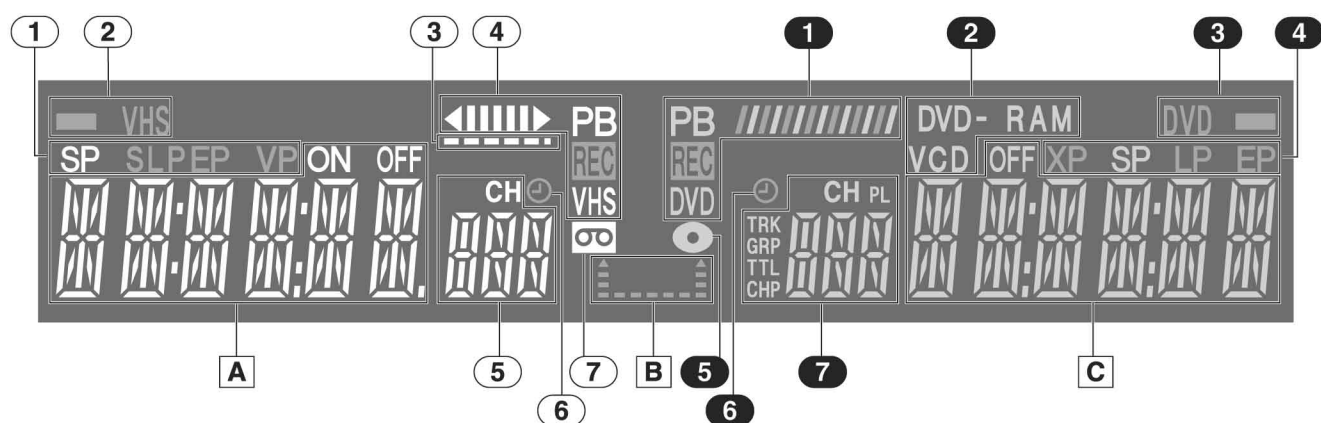 1 2 3 4 1 2 3 4
VHS PB PB DVD- RAM DVD
SP SLP EP VP ON OFF REC REC VCD OFF XP SP LP EP
CH VHS DVD CH PL
TRK
GRP
TTL
CHP
A 5 7 B 5 7 C
6 6